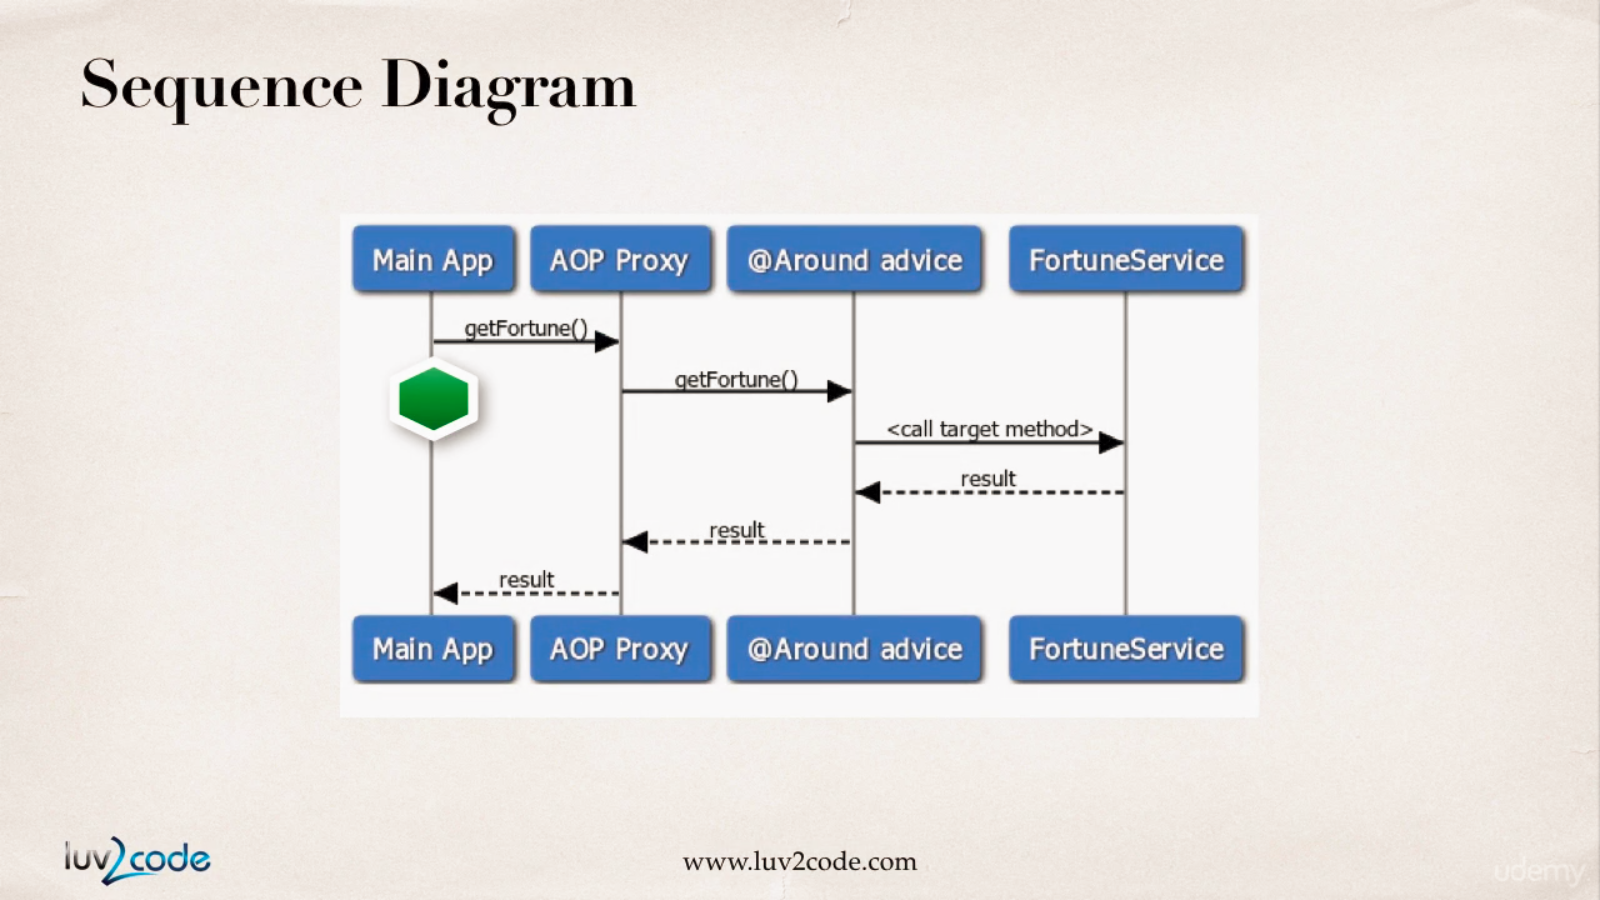 Sequence Diagram
Main App AOP Proxy @Around advice FortuneService
getFortune()
getFortune()
<call target method>
result
result
result
Main App AOP Proxy @Around advice FortuneService
luv2code
www.luv2code.com
udemy